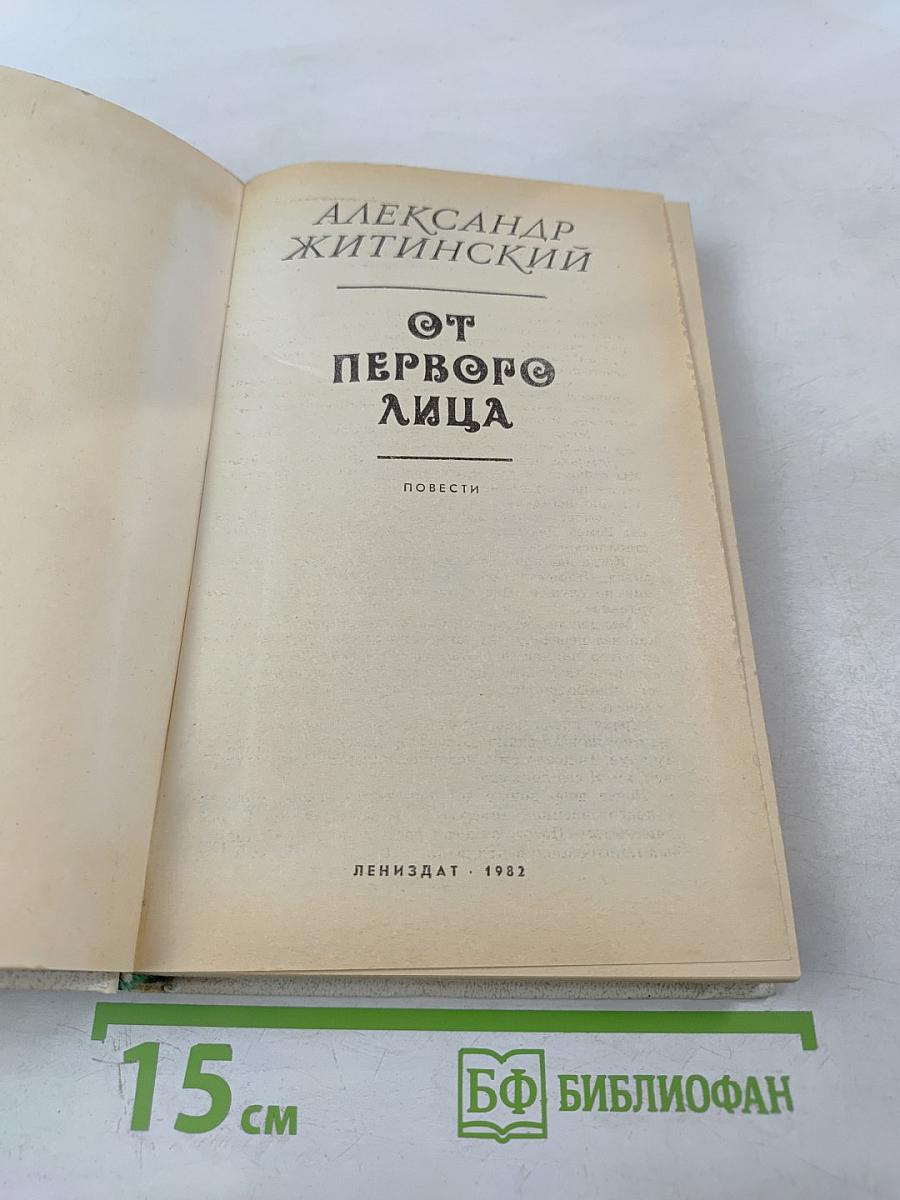 АЛЕКСАНДР
ЖИТИНСКИЙ
ОТ
ПЕРВОГО
ЛИЦА
ПОВЕСТИ
ЛЕНИЗДАТ · 1982
15 см
БФ БИБЛИОФАН